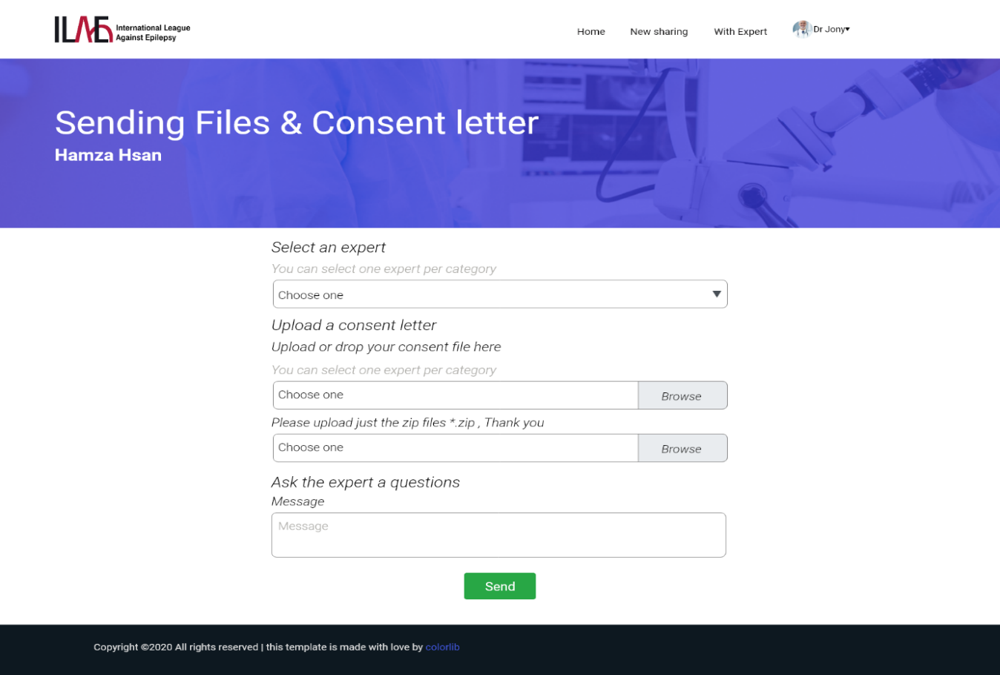 ILAE International League
Against Epilepsy
Home New sharing With Expert Dr Jony
Sending Files & Consent letter
Hamza Hsan
Select an expert
You can select one expert per category
Choose one
Upload a consent letter
Upload or drop your consent file here
You can select one expert per category
Choose one Browse
Please upload just the zip files *.zip , Thank you
Choose one Browse
Ask the expert a questions
Message
Message
Send
Copyright ©2020 All rights reserved | this template is made with love by colorlib